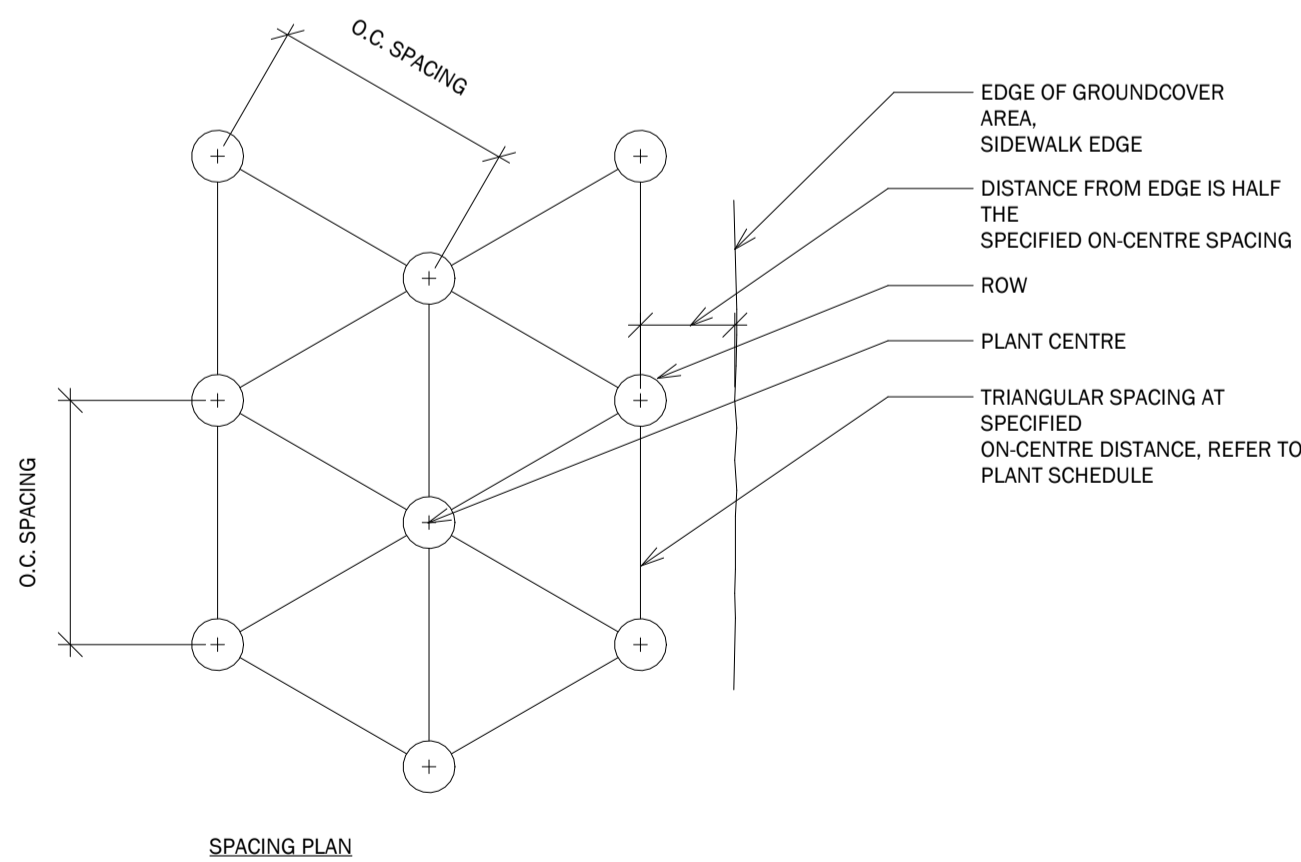 O.C. SPACING
EDGE OF GROUNDCOVER
AREA,
SIDEWALK EDGE
DISTANCE FROM EDGE IS HALF
THE
SPECIFIED ON-CENTRE SPACING
ROW
PLANT CENTRE
TRIANGULAR SPACING AT
SPECIFIED
ON-CENTRE DISTANCE, REFER TO
PLANT SCHEDULE
O.C. SPACING
SPACING PLAN